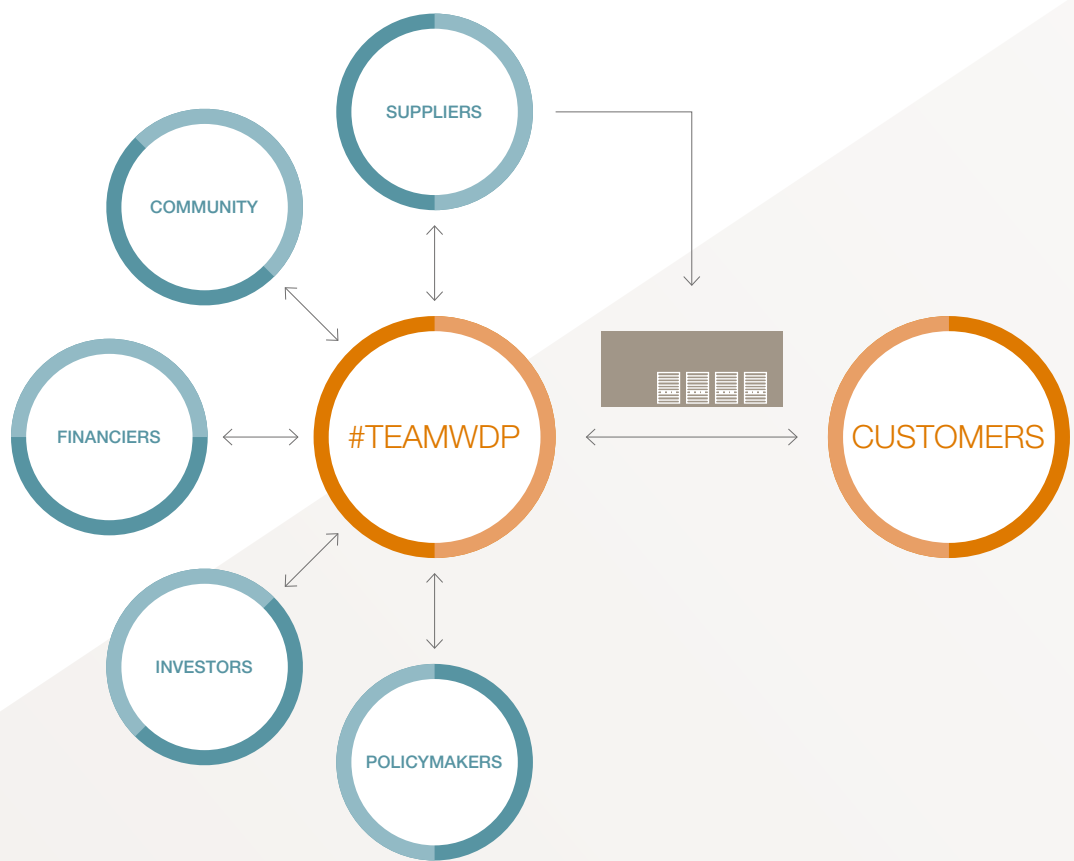 SUPPLIERS
COMMUNITY
FINANCIERS
#TEAMWDP
CUSTOMERS
INVESTORS
POLICYMAKERS